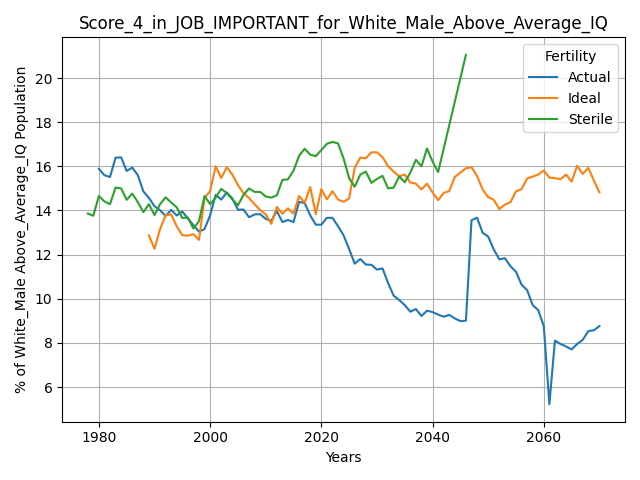 Score_4_in_JOB_IMPORTANT_for_White_Male_Above_Average_IQ
% of White_Male Above_Average_IQ Population
20
18
16
14
12
10
8
6
Fertility
Actual
Ideal
Sterile
1980
2000
2020
2040
2060
Years